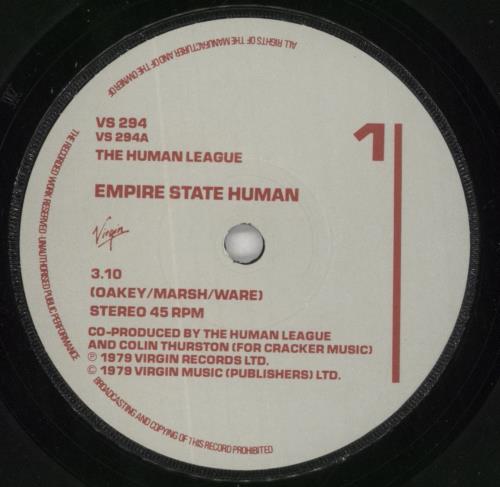 ALL RIGHTS OF THE MANUFACTURER AND OF THE OWNER OF
THE RECORDED WORK RESERVED·UNAUTHORISED PUBLIC PERFORMANCE
BROADCASTING AND COPYING OF THIS RECORD PROHIBITED
VS 294
VS 294A
1
THE HUMAN LEAGUE
EMPIRE STATE HUMAN
Virgin
3.10
(OAKEY/MARSH/WARE)
STEREO 45 RPM
CO-PRODUCED BY THE HUMAN LEAGUE
AND COLIN THURSTON (FOR CRACKER MUSIC)
℗ 1979 VIRGIN RECORDS LTD.
© 1979 VIRGIN MUSIC (PUBLISHERS) LTD.